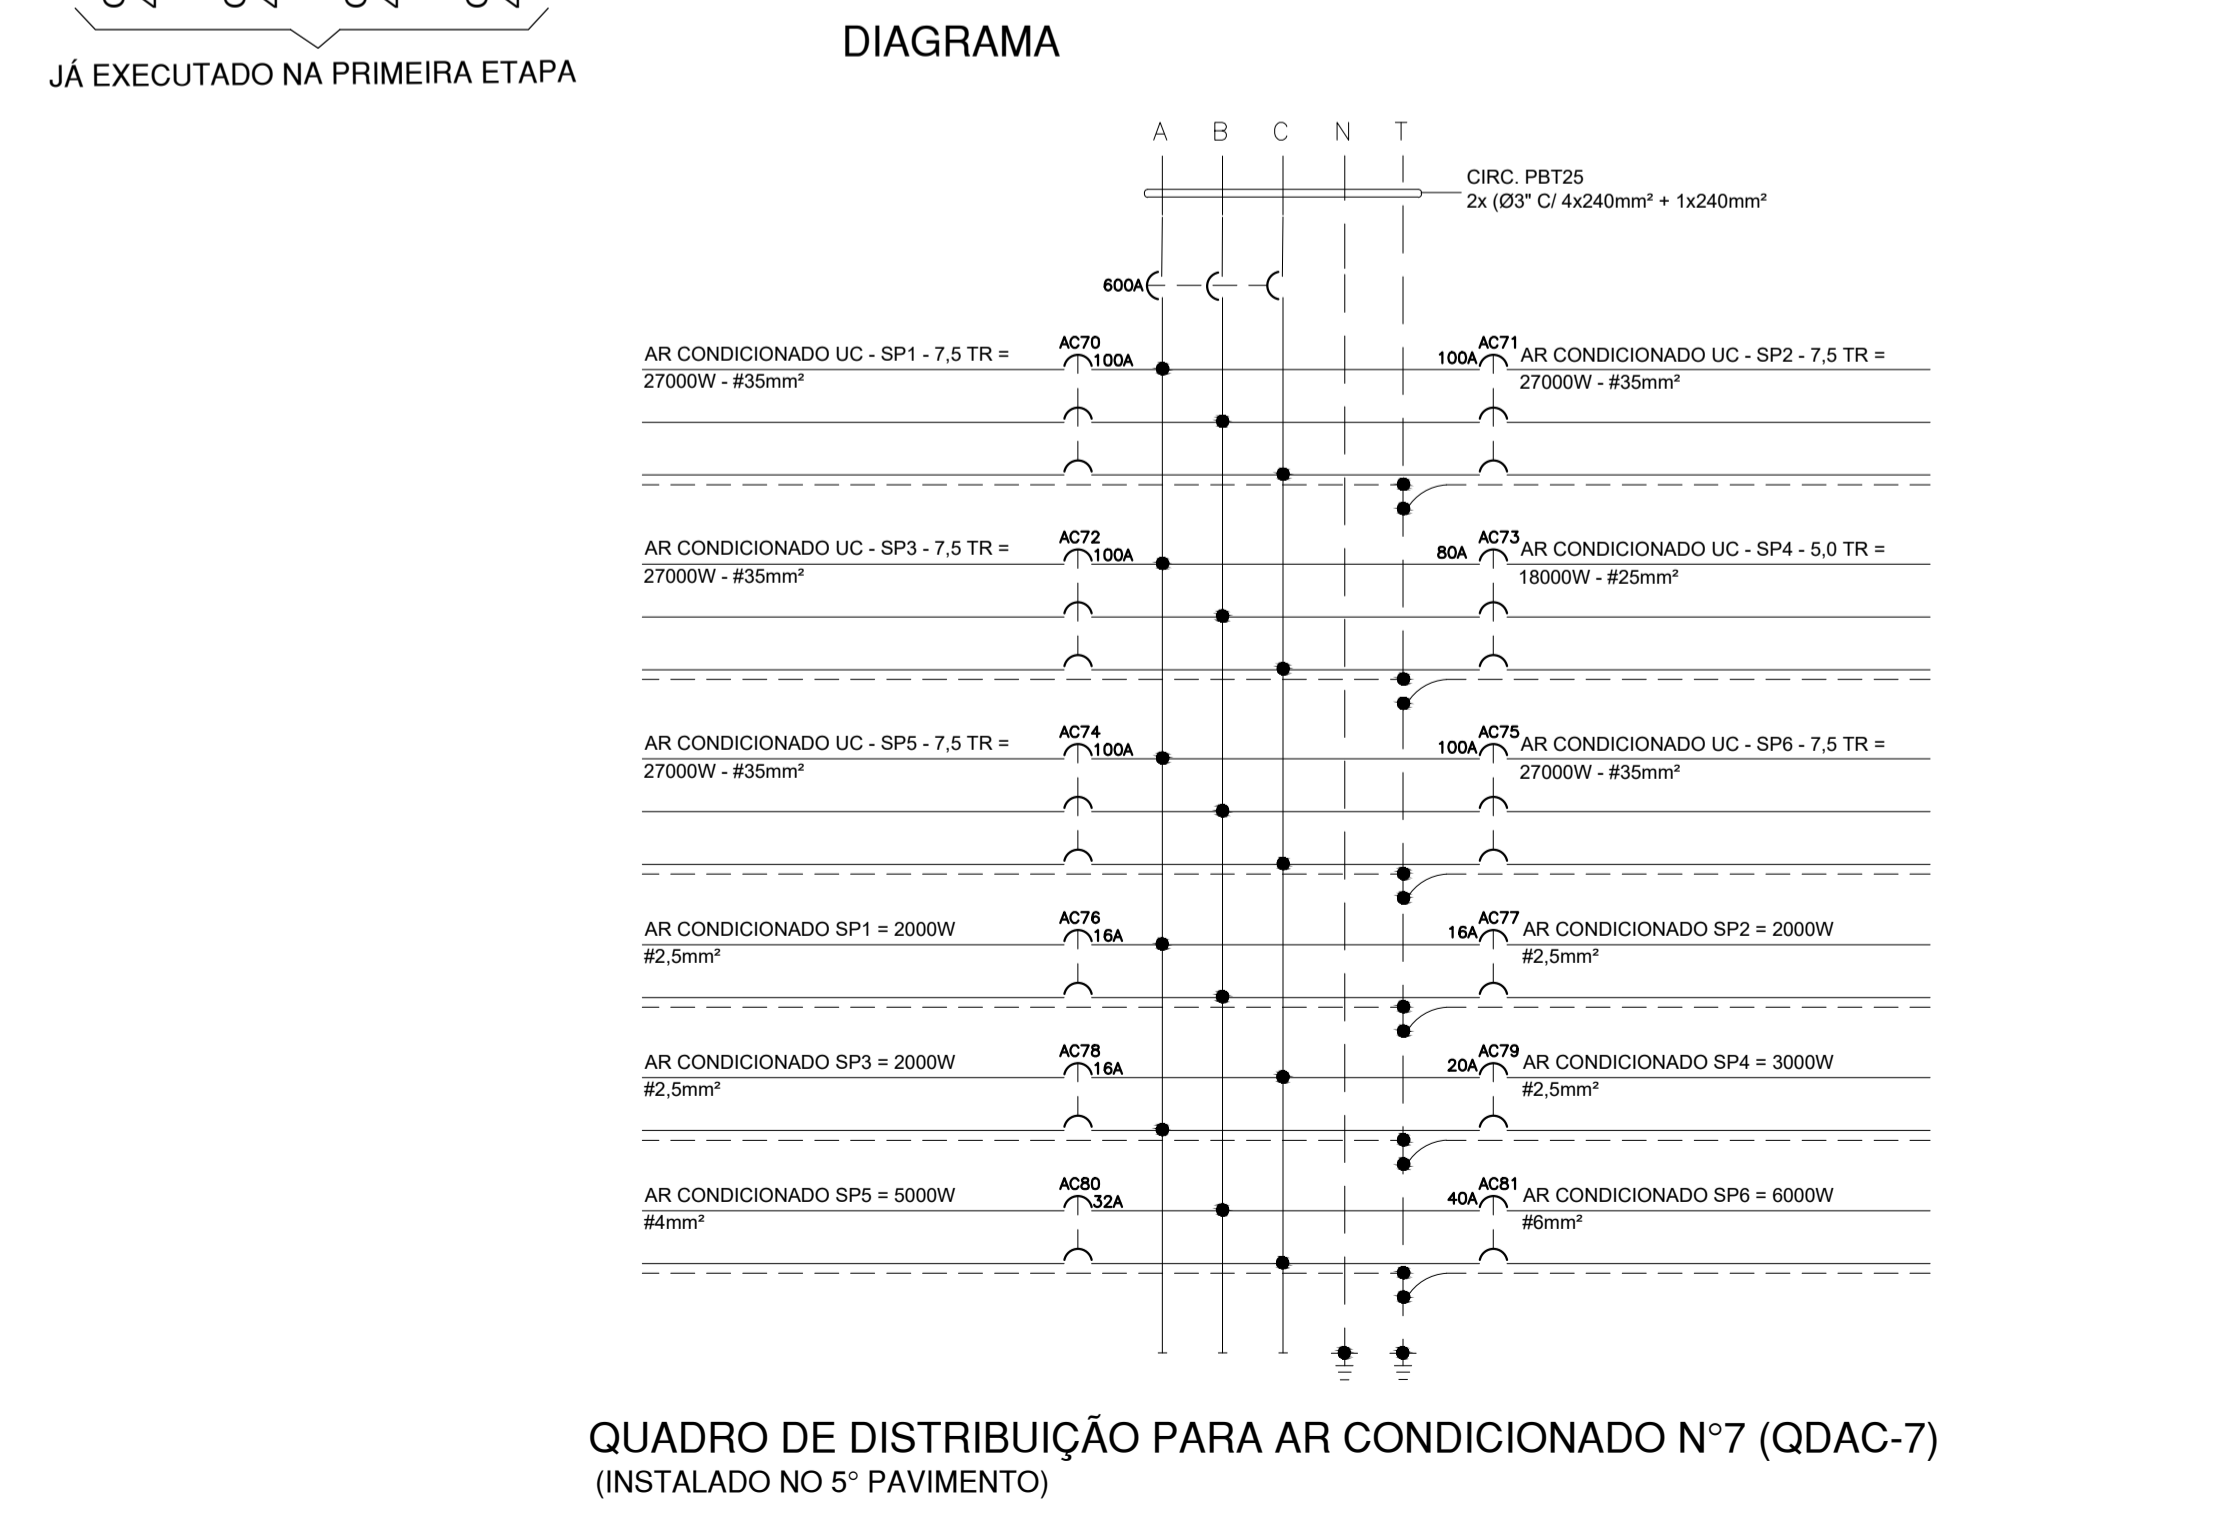 JÁ EXECUTADO NA PRIMEIRA ETAPA
DIAGRAMA
A B C N T
CIRC. PBT25
2x (Ø3" C/ 4x240mm² + 1x240mm²
600A
AR CONDICIONADO UC - SP1 - 7,5 TR =
27000W - #35mm²
AC70
100A
AC71
100A
AR CONDICIONADO UC - SP2 - 7,5 TR =
27000W - #35mm²
AR CONDICIONADO UC - SP3 - 7,5 TR =
27000W - #35mm²
AC72
100A
AC73
80A
AR CONDICIONADO UC - SP4 - 5,0 TR =
18000W - #25mm²
AR CONDICIONADO UC - SP5 - 7,5 TR =
27000W - #35mm²
AC74
100A
AC75
100A
AR CONDICIONADO UC - SP6 - 7,5 TR =
27000W - #35mm²
AR CONDICIONADO SP1 = 2000W
#2,5mm²
AC76
16A
AC77
16A
AR CONDICIONADO SP2 = 2000W
#2,5mm²
AR CONDICIONADO SP3 = 2000W
#2,5mm²
AC78
16A
AC79
20A
AR CONDICIONADO SP4 = 3000W
#2,5mm²
AR CONDICIONADO SP5 = 5000W
#4mm²
AC80
32A
AC81
40A
AR CONDICIONADO SP6 = 6000W
#6mm²
QUADRO DE DISTRIBUIÇÃO PARA AR CONDICIONADO N°7 (QDAC-7)
(INSTALADO NO 5° PAVIMENTO)